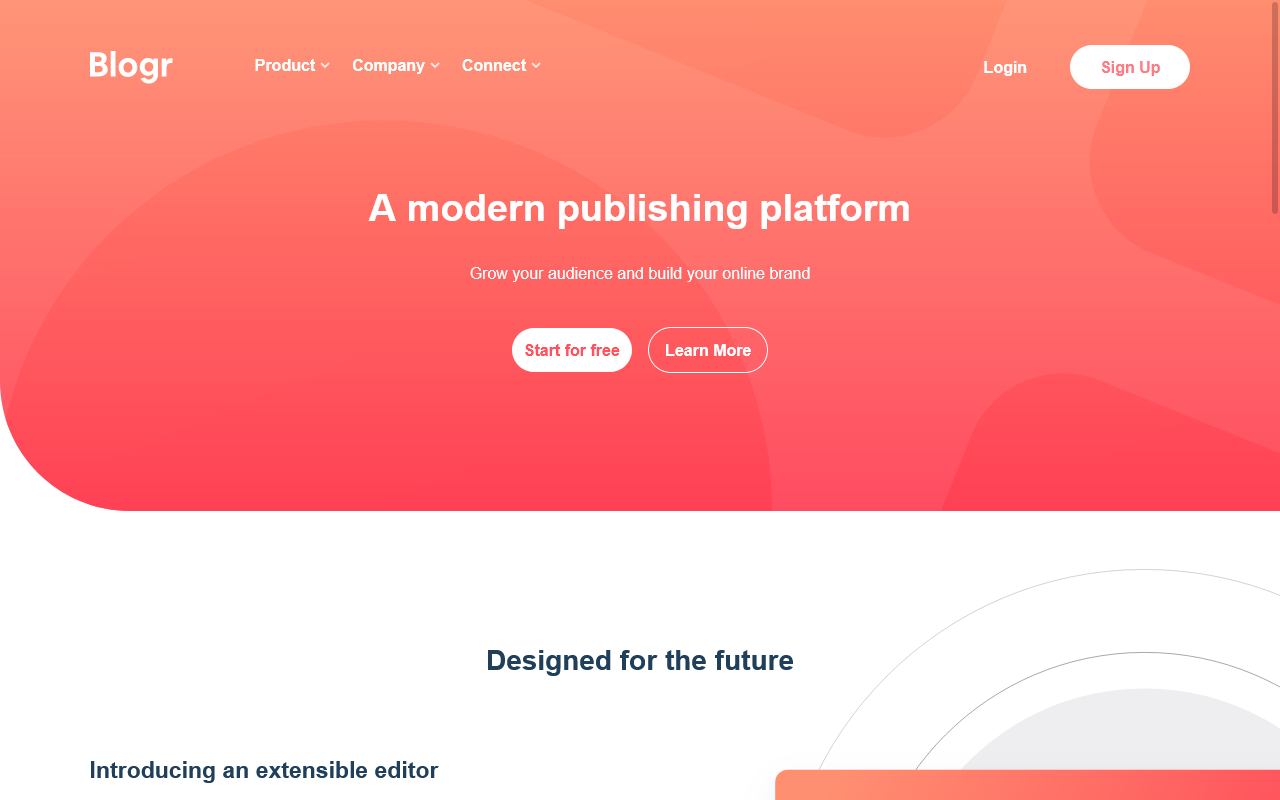 Blogr
Product Company Connect
Login Sign Up
A modern publishing platform
Grow your audience and build your online brand
Start for free Learn More
Designed for the future
Introducing an extensible editor